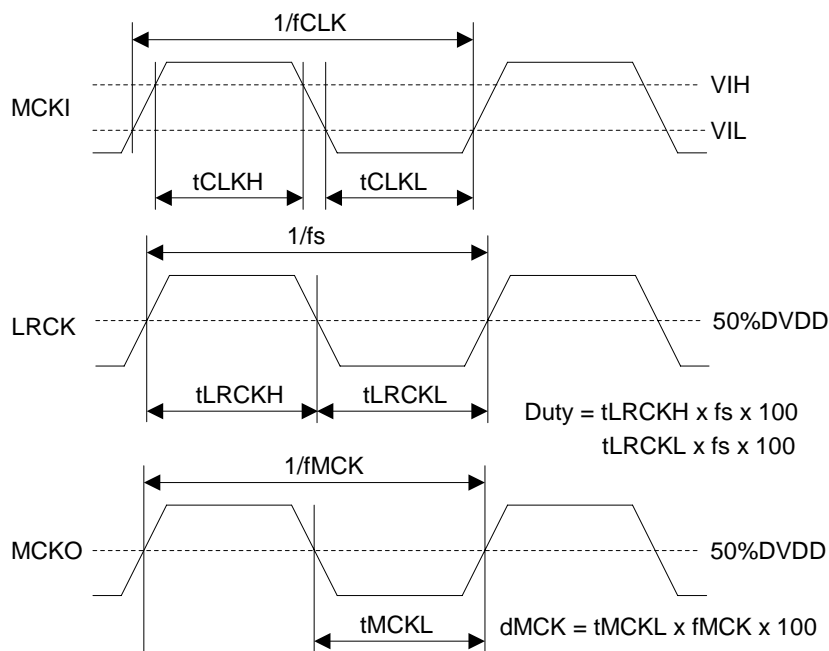 1/fCLK
VIH
MCKI
VIL
tCLKH
tCLKL
1/fs
LRCK
50%DVDD
tLRCKH
tLRCKL
Duty = tLRCKH x fs x 100
tLRCKL x fs x 100
1/fMCK
MCKO
50%DVDD
tMCKL
dMCK = tMCKL x fMCK x 100